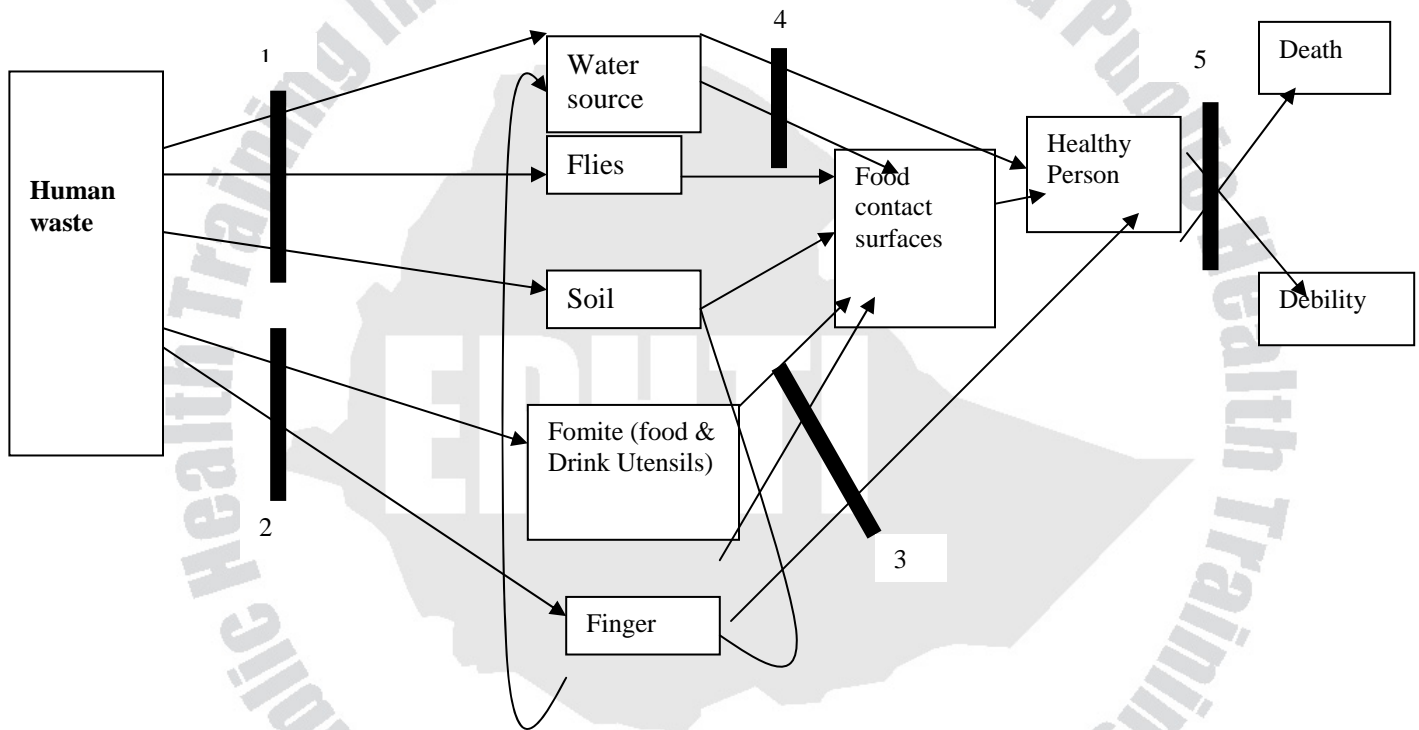 1
4
5
Death
Human
waste
Water
source
Flies
Healthy
Person
Food
contact
surfaces
Soil
Debility
Fomite (food &
Drink Utensils)
2
3
Finger
EPHTI